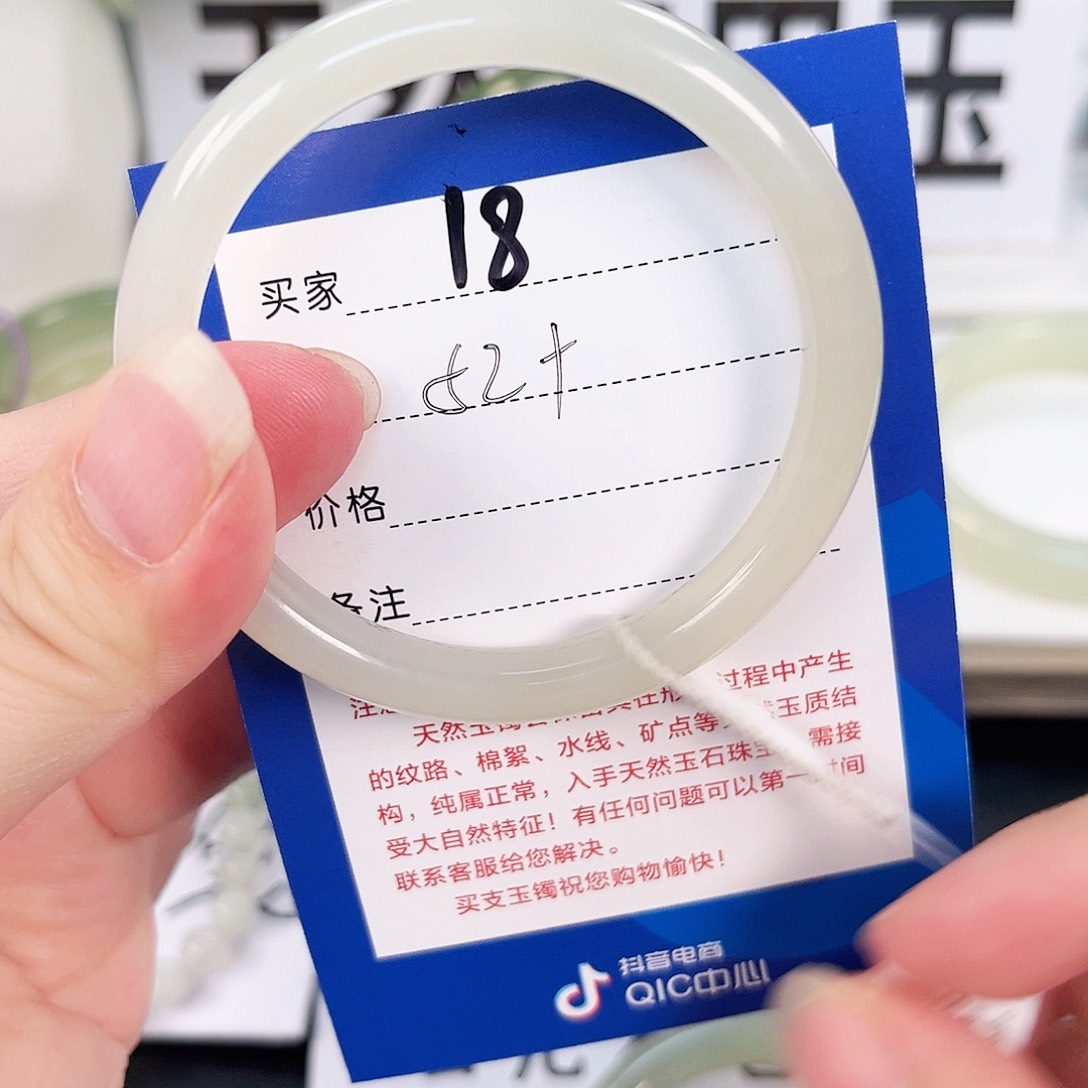 玉
买家 18
52+
价格
备注
过程中产生
的纹路、棉絮、水线、矿点等 玉质结
构，纯属正常，入手天然玉石珠宝 需接
受大自然特征！有任何问题可以第一时间
联系客服给您解决。
买支玉镯祝您购物愉快！
抖音电商
QIC中心